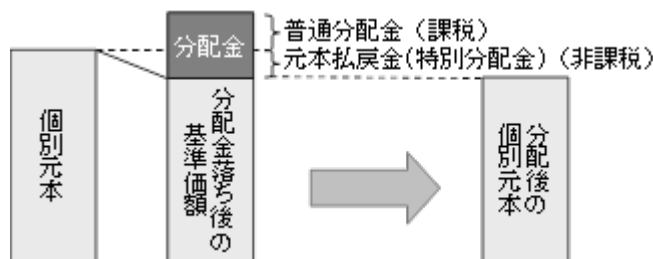 分配金
普通分配金（課税）
元本払戻金(特別分配金)（非課税）
個別元本
分配金落ち後の
基準価額
分配後の
個別元本